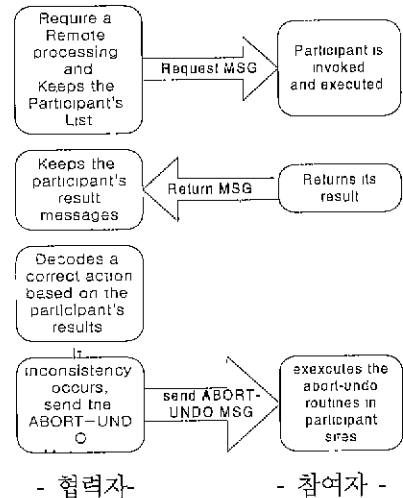 Require a
Remote
processing
and
Keeps the
Participant's
List
Request MSG
Participant is
invoked
and executed
Keeps the
participant's
result
messages
Return MSG
Returns its
result
Decodes a
correct action
based on the
participant's
results
If
inconsistency
occurs,
send the
ABORT-UND
O
send ABORT-
UNDO MSG
exxcutes the
abort-undo
routines in
participant
sites
- 협력자-
- 참여자 -